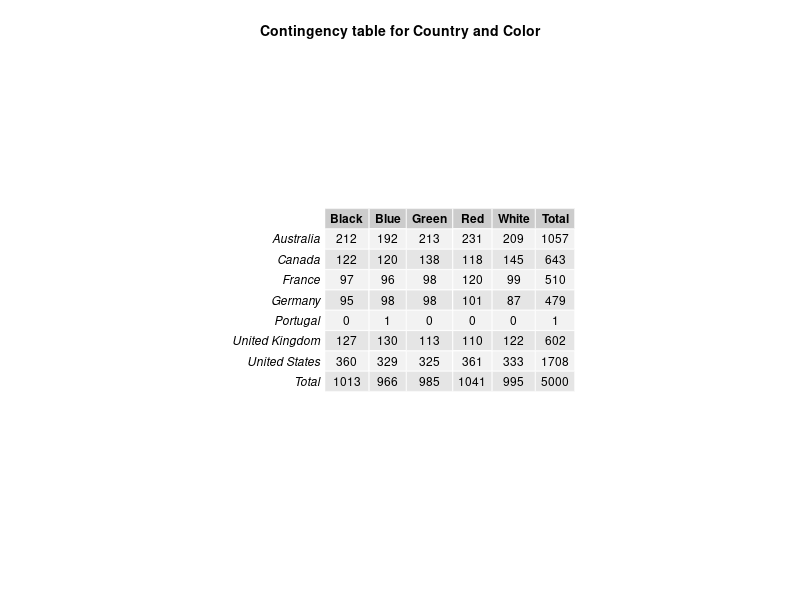 Contingency table for Country and Color
Black Blue Green Red White Total
Australia 212 192 213 231 209 1057
Canada 122 120 138 118 145 643
France 97 96 98 120 99 510
Germany 95 98 98 101 87 479
Portugal 0 1 0 0 0 1
United Kingdom 127 130 113 110 122 602
United States 360 329 325 361 333 1708
Total 1013 966 985 1041 995 5000